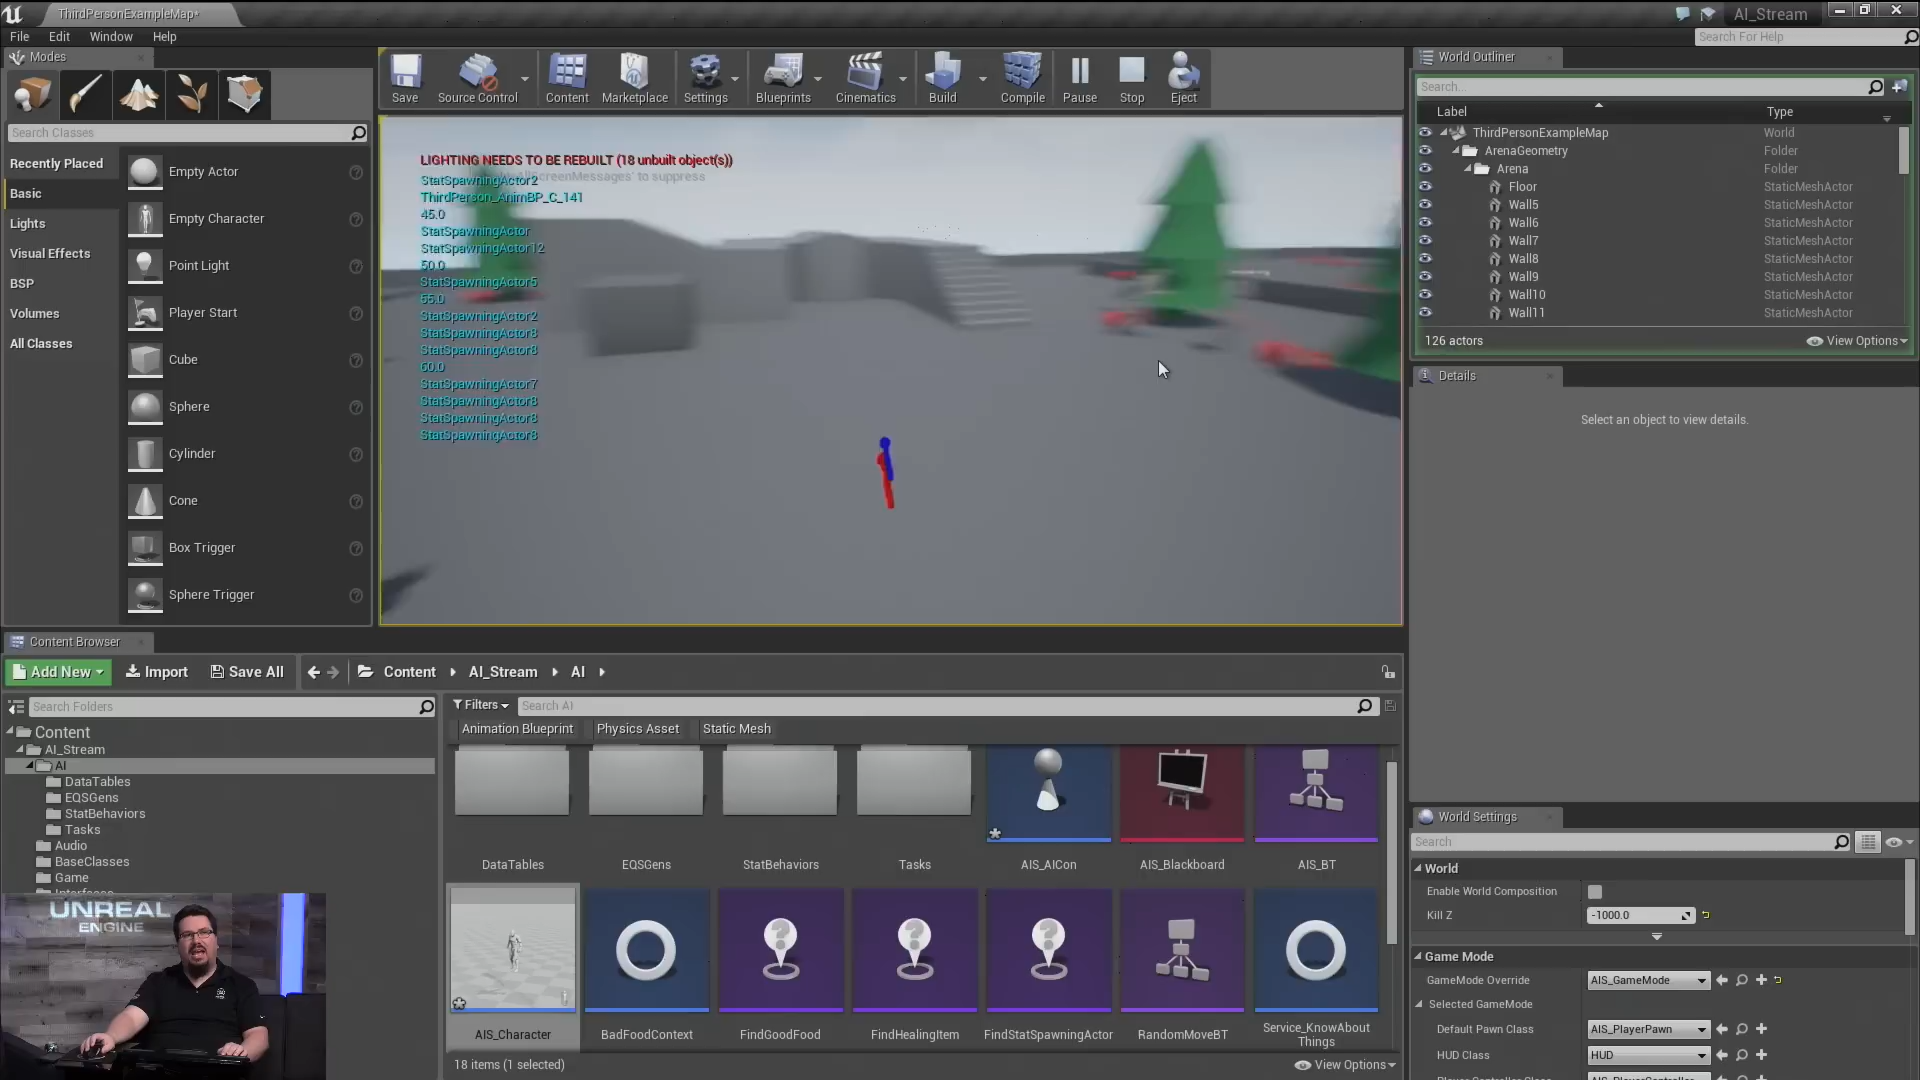 ThirdPersonExampleMap*
AI_Stream
File Edit Window Help
Search For Help
Modes
Search Classes
Recently Placed
Basic
Lights
Visual Effects
BSP
Volumes
All Classes
Empty Actor
Empty Character
Point Light
Player Start
Cube
Sphere
Cylinder
Cone
Box Trigger
Sphere Trigger
Save
Source Control
Content
Marketplace
Settings
Blueprints
Cinematics
Build
Compile
Pause
Stop
Eject
LIGHTING NEEDS TO BE REBUILT (18 unbuilt object(s))
StatSpawningActor2
ScreenMessages' to suppress
ThirdPerson_AnimBP_C_141
45.0
StatSpawningActor
StatSpawningActor12
50.0
StatSpawningActor5
55.0
StatSpawningActor2
StatSpawningActor8
StatSpawningActor8
60.0
StatSpawningActor7
StatSpawningActor8
StatSpawningActor8
StatSpawningActor8
World Outliner
Search...
Label Type
ThirdPersonExampleMap World
ArenaGeometry Folder
Arena Folder
Floor StaticMeshActor
Wall5 StaticMeshActor
Wall6 StaticMeshActor
Wall7 StaticMeshActor
Wall8 StaticMeshActor
Wall9 StaticMeshActor
Wall10 StaticMeshActor
Wall11 StaticMeshActor
126 actors View Options
Details
Select an object to view details.
Content Browser
Add New Import Save All Content AI_Stream AI
Search Folders
Content
AI_Stream
AI
DataTables
EQSGens
StatBehaviors
Tasks
Audio
BaseClasses
Game
Filters Search AI
Animation Blueprint Physics Asset Static Mesh
DataTables
EQSGens
StatBehaviors
Tasks
AIS_AICon
AIS_Blackboard
AIS_BT
AIS_Character
BadFoodContext
FindGoodFood
FindHealingItem
FindStatSpawningActor
RandomMoveBT
Service_KnowAbout
Things
18 items (1 selected) View Options
UNREAL
ENGINE
World Settings
Search
World
Enable World Composition
Kill Z -1000.0
Game Mode
GameMode Override AIS_GameMode
Selected GameMode
Default Pawn Class AIS_PlayerPawn
HUD Class HUD